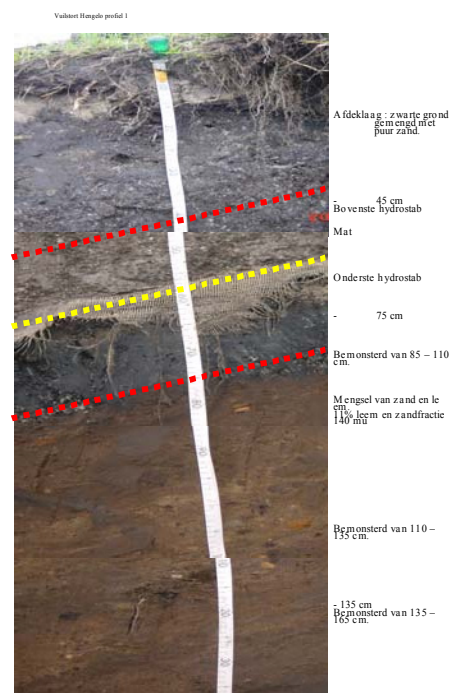 Vuilstort Hengelo profiel 1
Afdeklaag : zwarte grond
gemengd met
puur zand.
- 45 cm
Bovenste hydrostab
Mat
Onderste hydrostab
- 75 cm
Bemonsterd van 85 – 110
cm.
Mengsel van zand en le
em.
11% leem en zandfractie
140 mu
Bemonsterd van 110 –
135 cm.
- 135 cm
Bemonsterd van 135 –
165 cm.